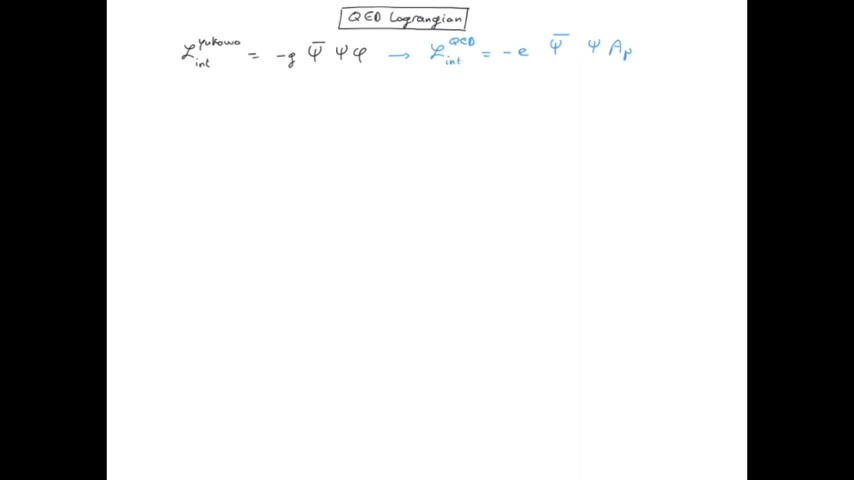 QED Lagrangian
ℒ_int^Yukawa = -g ψ̄ ψ φ → ℒ_int^QED = -e ψ̄ ψ A_μ